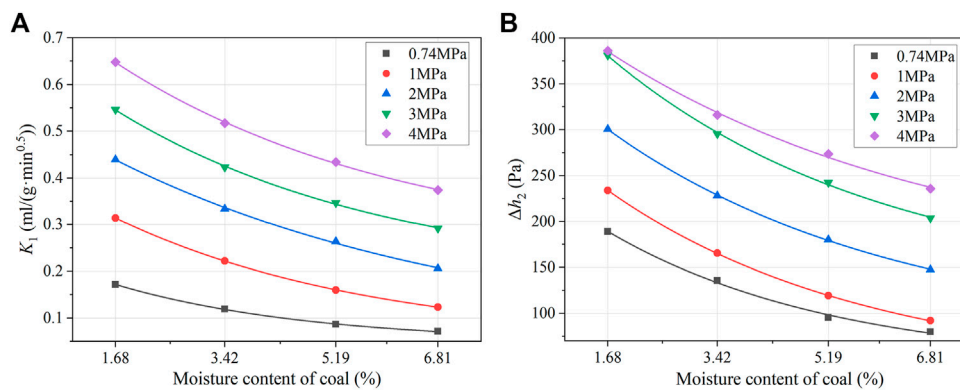 A
0.7
0.6
0.5
0.4
0.3
0.2
0.1
K₁ (ml/(g·min⁰·⁵))
0.74MPa
1MPa
2MPa
3MPa
4MPa
1.68 3.42 5.19 6.81
Moisture content of coal (%)
B
400
350
300
250
200
150
100
Δh₂ (Pa)
0.74MPa
1MPa
2MPa
3MPa
4MPa
1.68 3.42 5.19 6.81
Moisture content of coal (%)